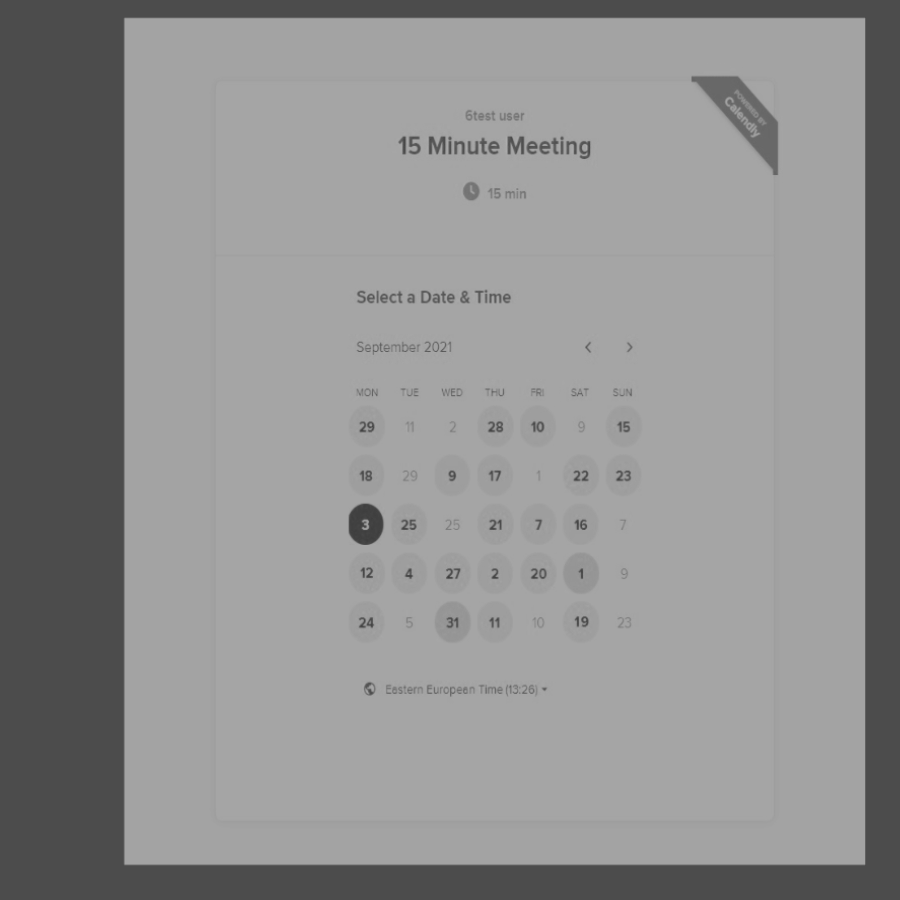 POWERED BY
Calendly
6test user
15 Minute Meeting
15 min
Select a Date & Time
September 2021
MON TUE WED THU FRI SAT SUN
29 11 2 28 10 9 15
18 29 9 17 1 22 23
3 25 25 21 7 16 7
12 4 27 2 20 1 9
24 5 31 11 10 19 23
Eastern European Time (13:26)